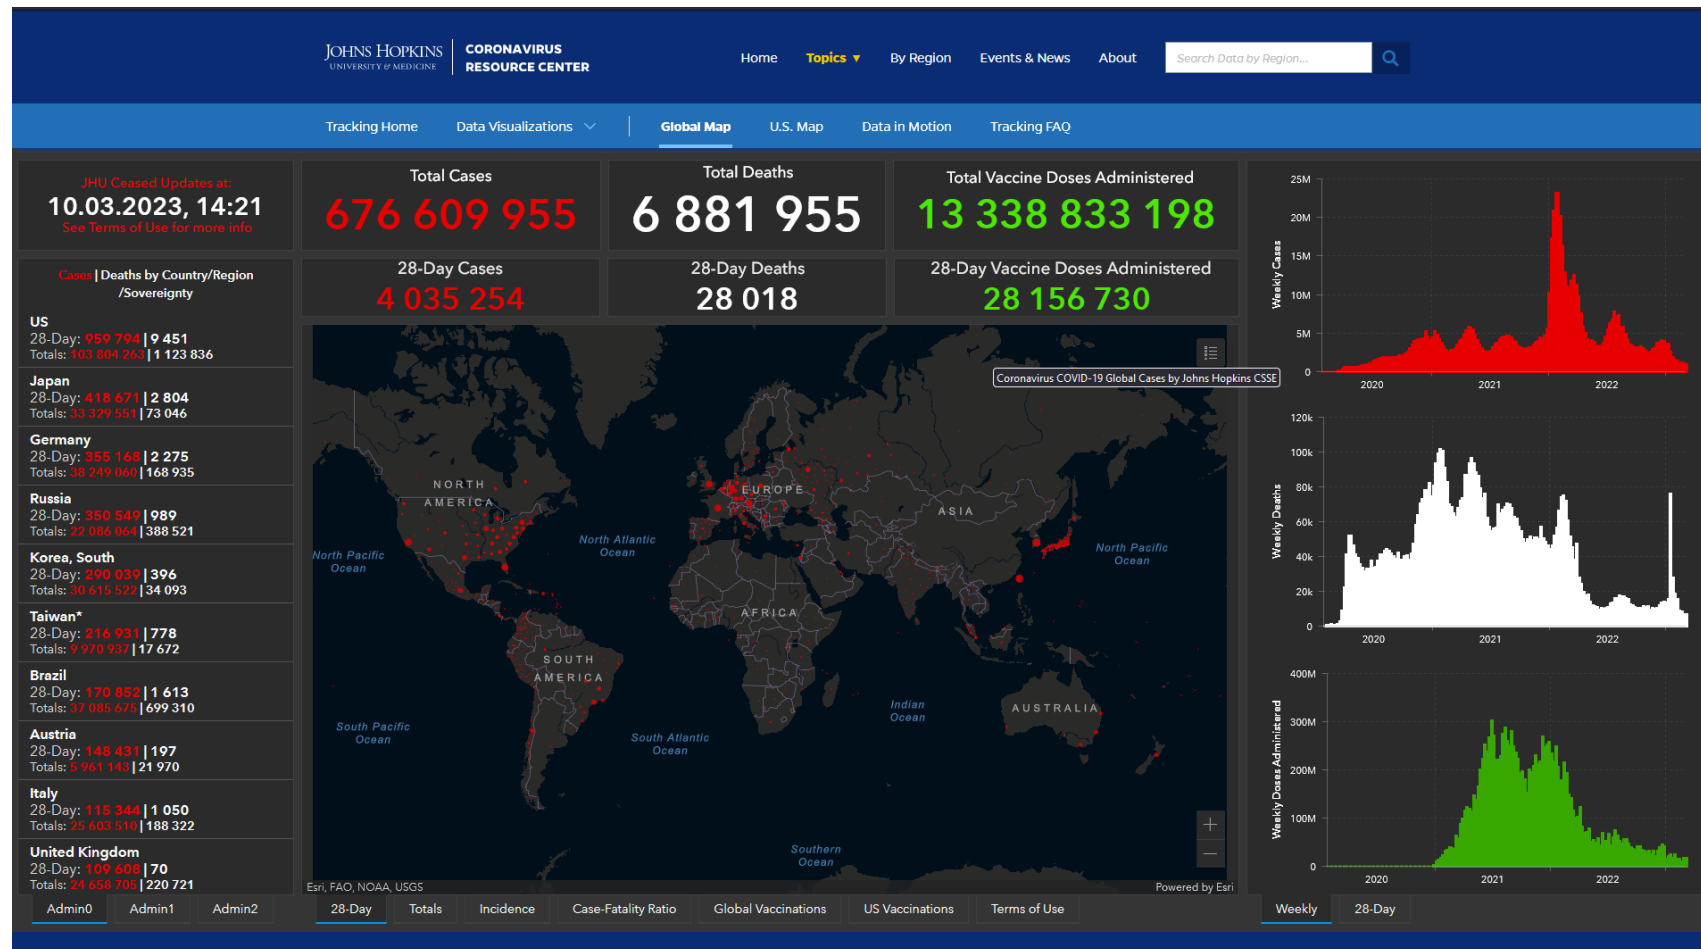 JOHNS HOPKINS
UNIVERSITY & MEDICINE
CORONAVIRUS
RESOURCE CENTER
Home
Topics ▼
By Region
Events & News
About
Search Data by Region...
Tracking Home
Data Visualizations
Global Map
U.S. Map
Data in Motion
Tracking FAQ
JHU Ceased Updates at:
10.03.2023, 14:21
See Terms of Use for more info
Total Cases
676 609 955
Total Deaths
6 881 955
Total Vaccine Doses Administered
13 338 833 198
28-Day Cases
4 035 254
28-Day Deaths
28 018
28-Day Vaccine Doses Administered
28 156 730
Cases | Deaths by Country/Region
/Sovereignty
US
28-Day: 959 794 | 9 451
Totals: 103 804 263 | 1 123 836
Japan
28-Day: 418 671 | 2 804
Totals: 33 329 551 | 73 046
Germany
28-Day: 355 168 | 2 275
Totals: 38 249 060 | 168 935
Russia
28-Day: 350 549 | 989
Totals: 22 086 064 | 388 521
Korea, South
28-Day: 290 039 | 396
Totals: 30 615 522 | 34 093
Taiwan*
28-Day: 216 931 | 778
Totals: 9 970 937 | 17 672
Brazil
28-Day: 170 852 | 1 613
Totals: 37 085 675 | 699 310
Austria
28-Day: 148 431 | 197
Totals: 5 961 143 | 21 970
Italy
28-Day: 115 344 | 1 050
Totals: 25 603 510 | 188 322
United Kingdom
28-Day: 109 608 | 70
Totals: 24 658 705 | 220 721
Admin0
Admin1
Admin2
Coronavirus COVID-19 Global Cases by Johns Hopkins CSSE
NORTH
AMERICA
EUROPE
ASIA
North Atlantic
Ocean
North Pacific
Ocean
North Pacific
Ocean
AFRICA
SOUTH
AMERICA
Indian
Ocean
AUSTRALIA
South Pacific
Ocean
South Atlantic
Ocean
Southern
Ocean
Esri, FAO, NOAA, USGS
Powered by Esri
28-Day
Totals
Incidence
Case-Fatality Ratio
Global Vaccinations
US Vaccinations
Terms of Use
Weekly Cases
25M
20M
15M
10M
5M
0
2020
2021
2022
Weekly Deaths
120k
100k
80k
60k
40k
20k
0
2020
2021
2022
Weekly Doses Administered
400M
300M
200M
100M
0
2020
2021
2022
Weekly
28-Day